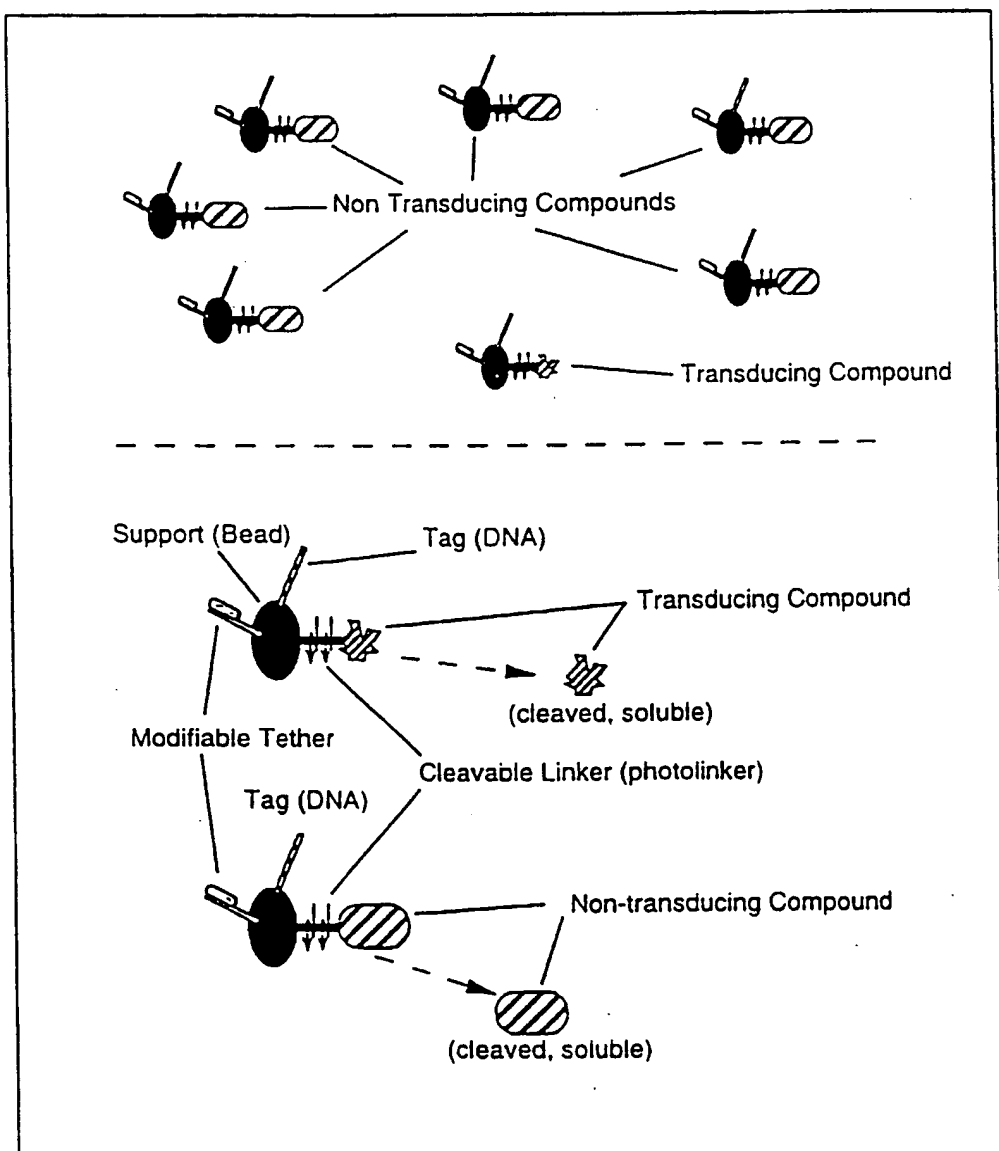 Non Transducing Compounds
Transducing Compound
Support (Bead)
Tag (DNA)
Transducing Compound
(cleaved, soluble)
Modifiable Tether
Cleavable Linker (photolinker)
Tag (DNA)
Non-transducing Compound
(cleaved, soluble)